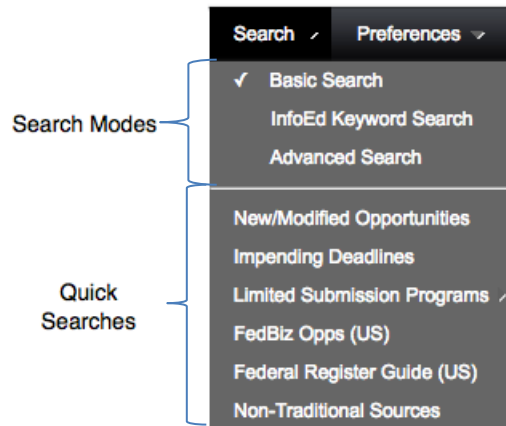 Search Preferences
✓ Basic Search
Search Modes
InfoEd Keyword Search
Advanced Search
New/Modified Opportunities
Impending Deadlines
Quick
Searches
Limited Submission Programs
FedBiz Opps (US)
Federal Register Guide (US)
Non-Traditional Sources